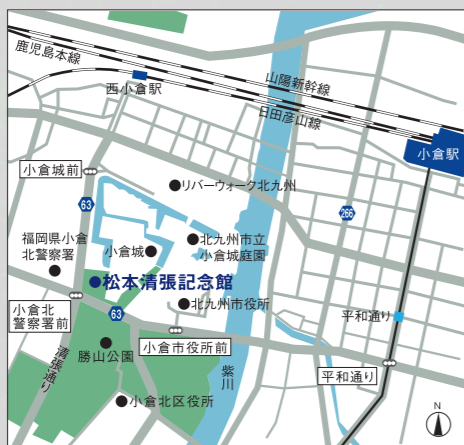 鹿児島本線
山陽新幹線
西小倉駅
日田彦山線
小倉駅
小倉城前
リバーウォーク北九州
63
266
福岡県小倉
北警察署
小倉城
北九州市立
小倉城庭園
松本清張記念館
小倉北
警察署前
63
北九州市役所
平和通り
勝山公園
小倉市役所前
清張通り
紫川
平和通り
小倉北区役所
N